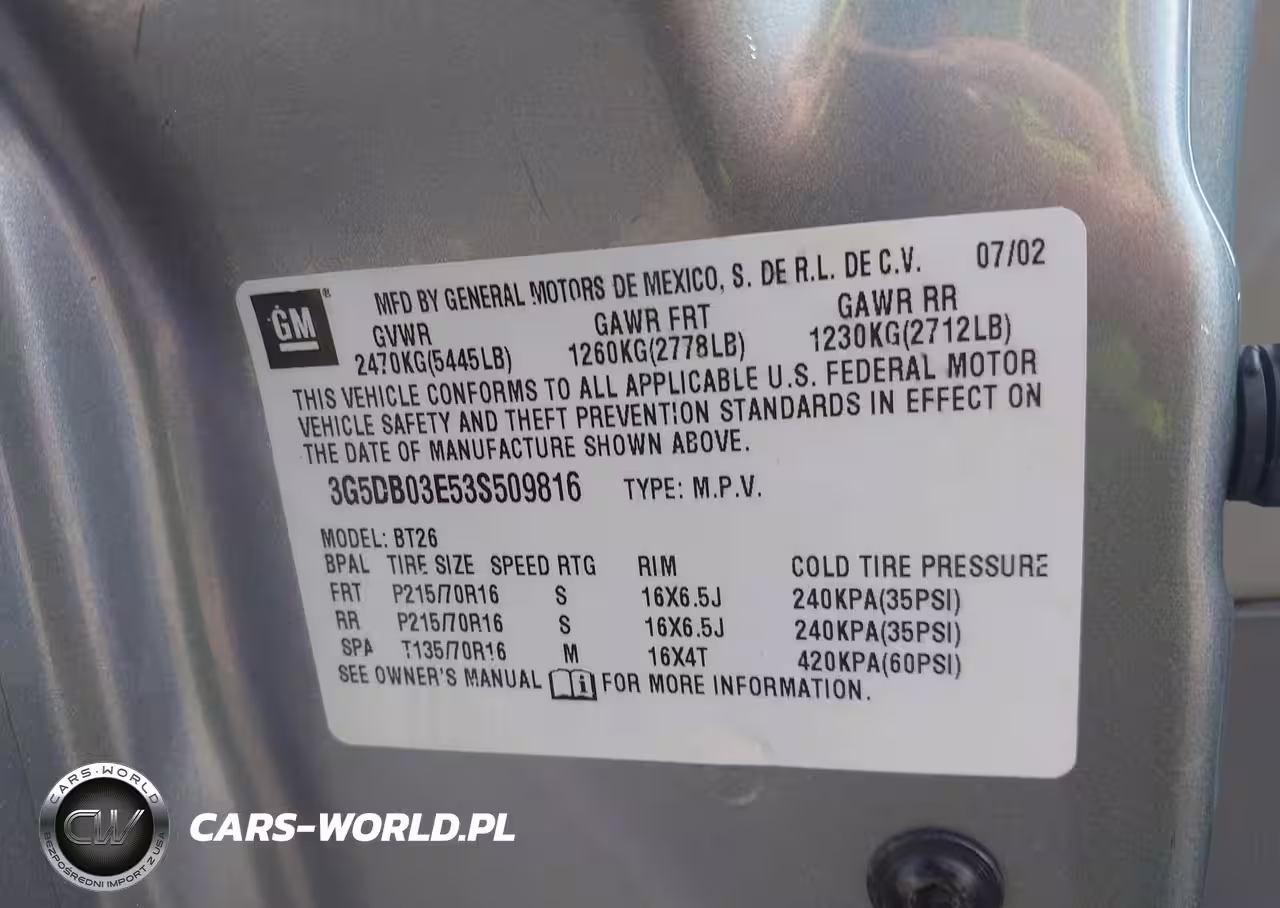 GM®
MFD BY GENERAL MOTORS DE MEXICO, S. DE R.L. DE C.V. 07/02
GVWR GAWR FRT GAWR RR
2470KG(5445LB) 1260KG(2778LB) 1230KG(2712LB)
THIS VEHICLE CONFORMS TO ALL APPLICABLE U.S. FEDERAL MOTOR
VEHICLE SAFETY AND THEFT PREVENTION STANDARDS IN EFFECT ON
THE DATE OF MANUFACTURE SHOWN ABOVE.
3G5DB03E53S509816 TYPE: M.P.V.
MODEL: BT26
BPAL TIRE SIZE SPEED RTG RIM COLD TIRE PRESSURE
FRT P215/70R16 S 16X6.5J 240KPA(35PSI)
RR P215/70R16 S 16X6.5J 240KPA(35PSI)
SPA T135/70R16 M 16X4T 420KPA(60PSI)
SEE OWNER'S MANUAL i FOR MORE INFORMATION.
CARS-WORLD
CW
BEZPOŚREDNI IMPORT Z USA
CARS-WORLD.PL